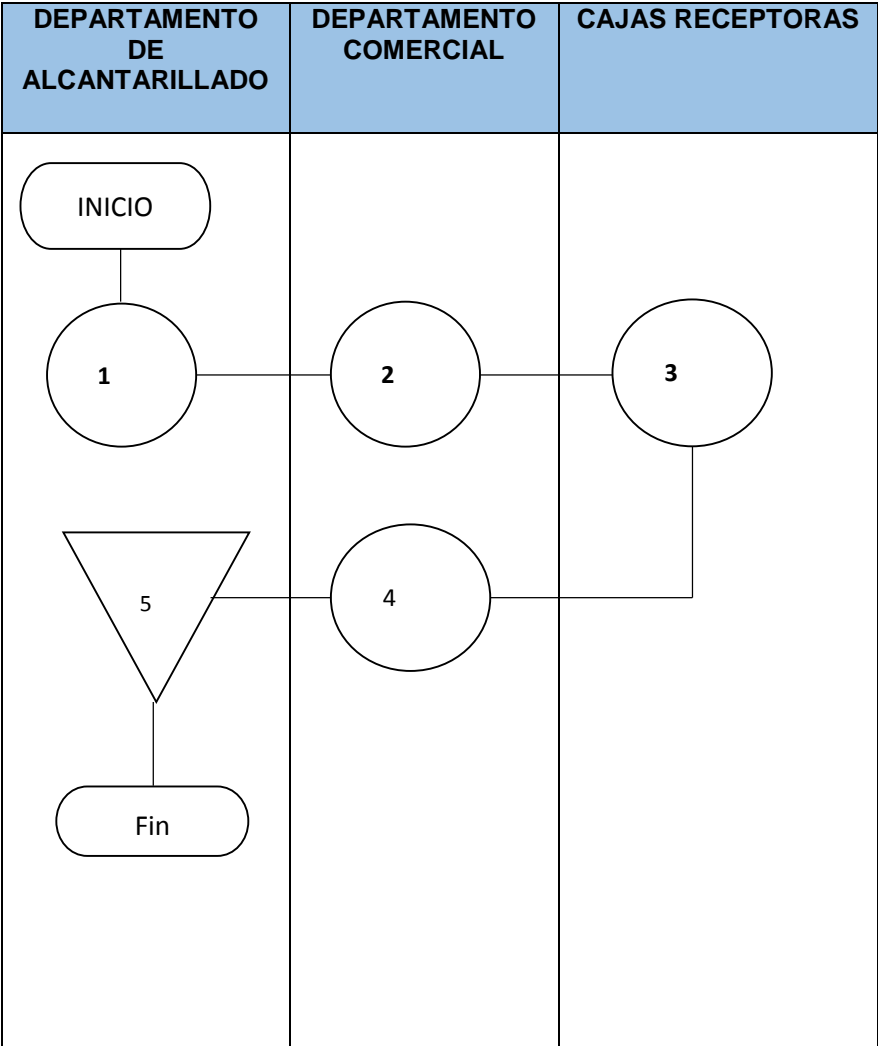 DEPARTAMENTO
DE
ALCANTARILLADO
DEPARTAMENTO
COMERCIAL
CAJAS RECEPTORAS
INICIO
1
2
3
5
4
Fin